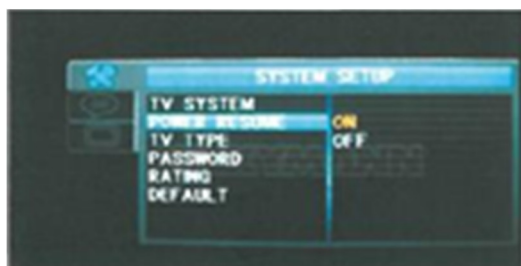 SYSTEM SETUP
TV SYSTEM
POWER RESUME ON
TV TYPE OFF
PASSWORD
RATING
DEFAULT